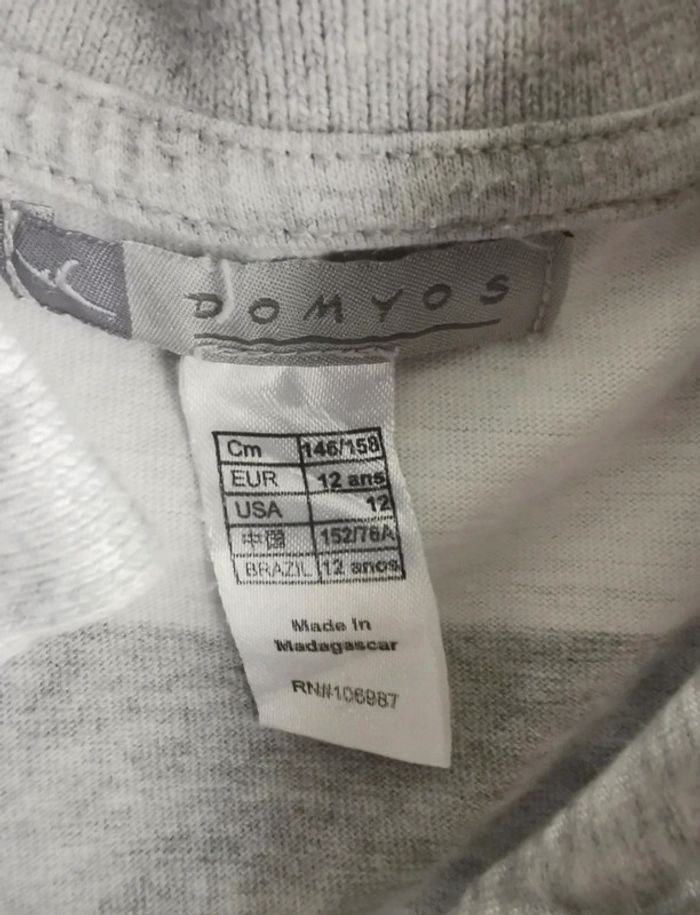 DOMYOS
Cm 146/158
EUR 12 ans
USA 12
中国 152/76A
BRAZIL 12 anos
Made In
Madagascar
RN#106987